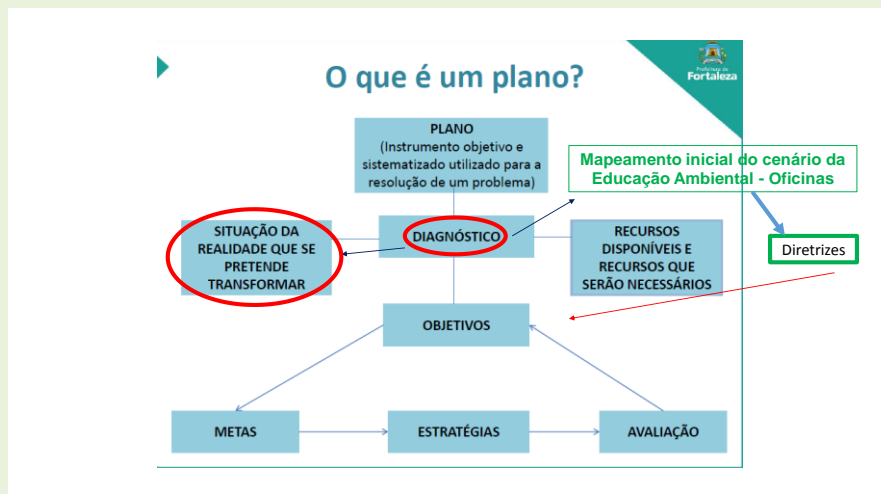 O que é um plano?
Prefeitura de
Fortaleza
PLANO
(Instrumento objetivo e
sistematizado utilizado para a
resolução de um problema)
Mapeamento inicial do cenário da
Educação Ambiental - Oficinas
SITUAÇÃO DA
REALIDADE QUE SE
PRETENDE
TRANSFORMAR
DIAGNÓSTICO
RECURSOS
DISPONÍVEIS E
RECURSOS QUE
SERÃO NECESSÁRIOS
Diretrizes
OBJETIVOS
METAS
ESTRATÉGIAS
AVALIAÇÃO